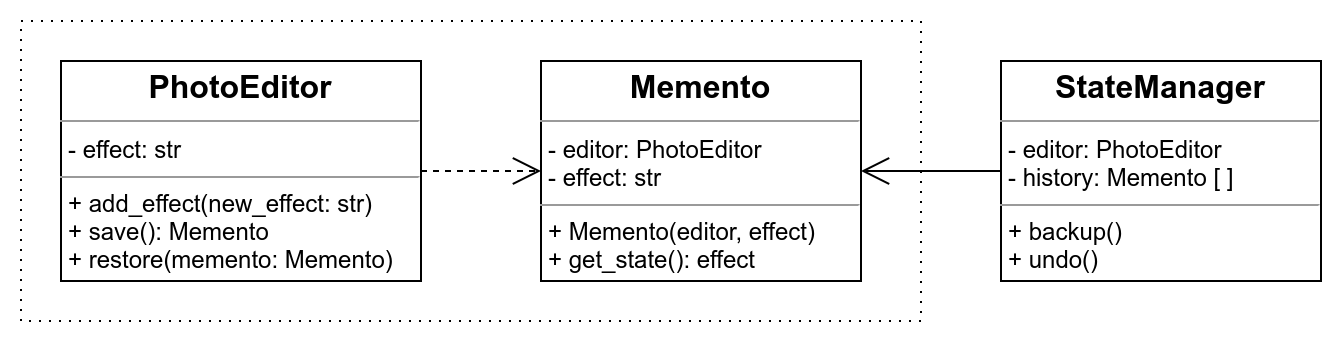 PhotoEditor
- effect: str
+ add_effect(new_effect: str)
+ save(): Memento
+ restore(memento: Memento)
Memento
- editor: PhotoEditor
- effect: str
+ Memento(editor, effect)
+ get_state(): effect
StateManager
- editor: PhotoEditor
- history: Memento [ ]
+ backup()
+ undo()